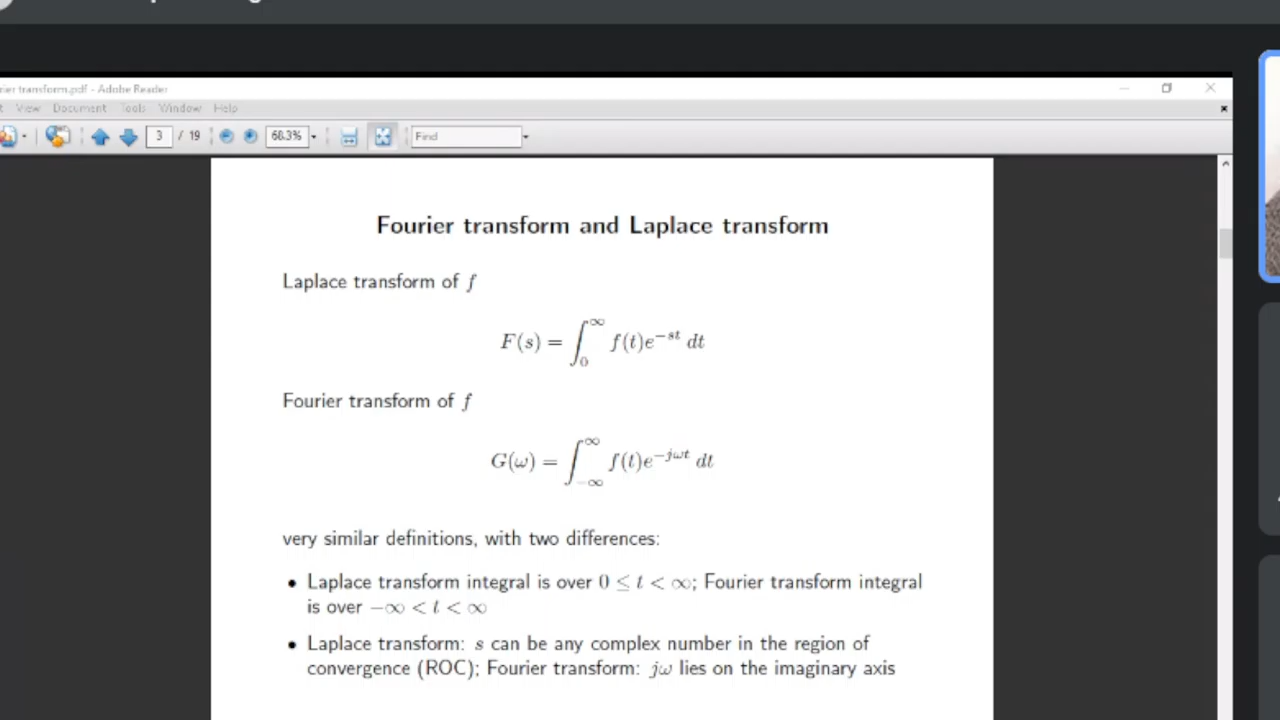 rier transform.pdf - Adobe Reader
View Document Tools Window Help
3 / 19 68.3% Find
Fourier transform and Laplace transform
Laplace transform of f
F(s) = ∫₀^∞ f(t)e^{−st} dt
Fourier transform of f
G(ω) = ∫_{−∞}^∞ f(t)e^{−jωt} dt
very similar definitions, with two differences:
• Laplace transform integral is over 0 ≤ t < ∞; Fourier transform integral
is over −∞ < t < ∞
• Laplace transform: s can be any complex number in the region of
convergence (ROC); Fourier transform: jω lies on the imaginary axis